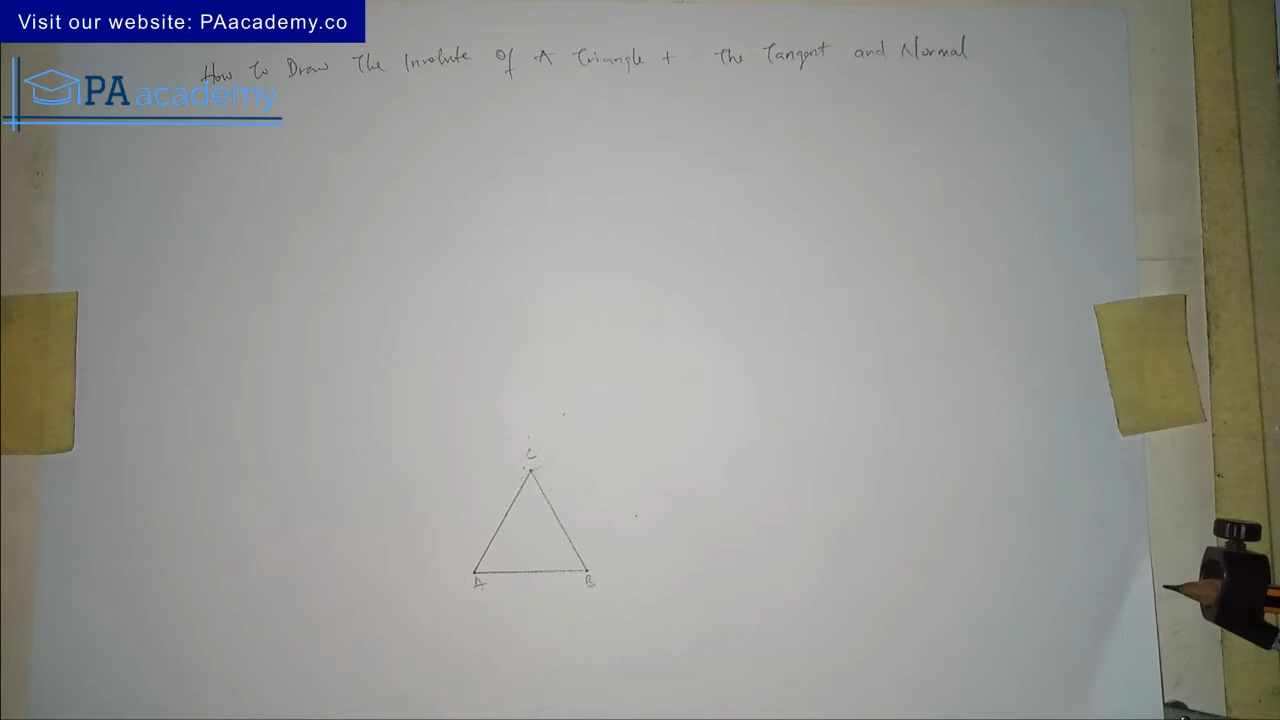 Visit our website: PAacademy.co
How To Draw The Involute Of A Triangle + The Tangent and Normal
PA academy
C
A
B